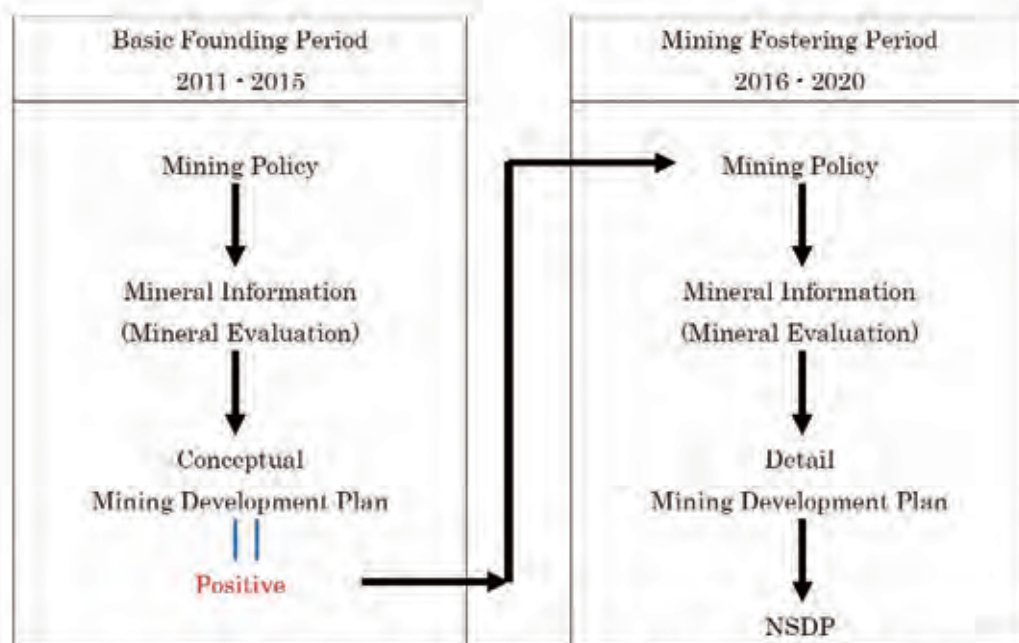 Basic Founding Period
2011・2015
Mining Policy
Mineral Information
(Mineral Evaluation)
Conceptual
Mining Development Plan
Positive
Mining Fostering Period
2016・2020
Mining Policy
Mineral Information
(Mineral Evaluation)
Detail
Mining Development Plan
NSDP